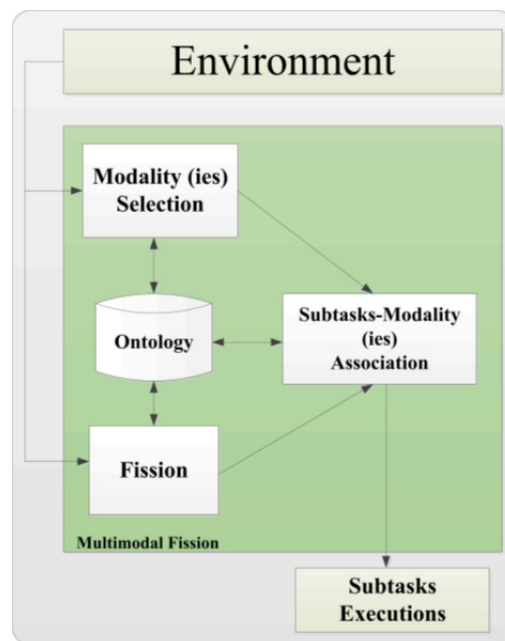 Environment
Modality (ies)
Selection
Ontology
Subtasks-Modality
(ies)
Association
Fission
Multimodal Fission
Subtasks
Executions